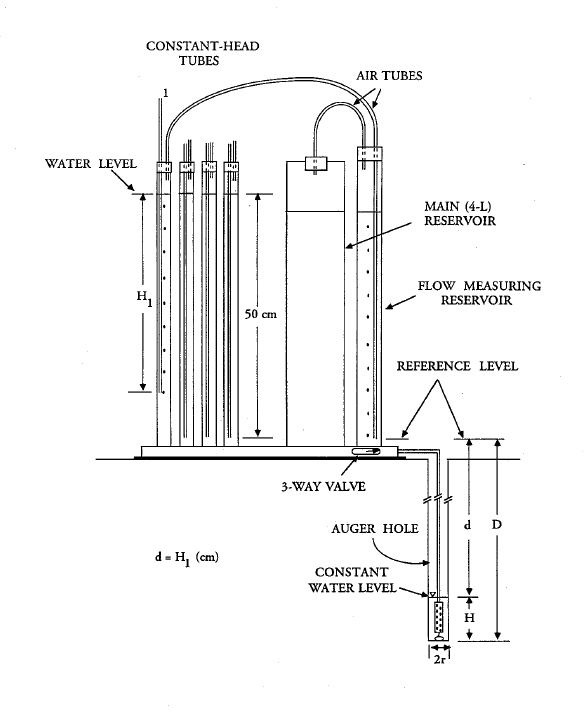 CONSTANT-HEAD
TUBES
AIR TUBES
1
WATER LEVEL
MAIN (4-L)
RESERVOIR
H1
50 cm
FLOW MEASURING
RESERVOIR
REFERENCE LEVEL
3-WAY VALVE
AUGER HOLE
d
D
d = H1 (cm)
CONSTANT
WATER LEVEL
H
2r